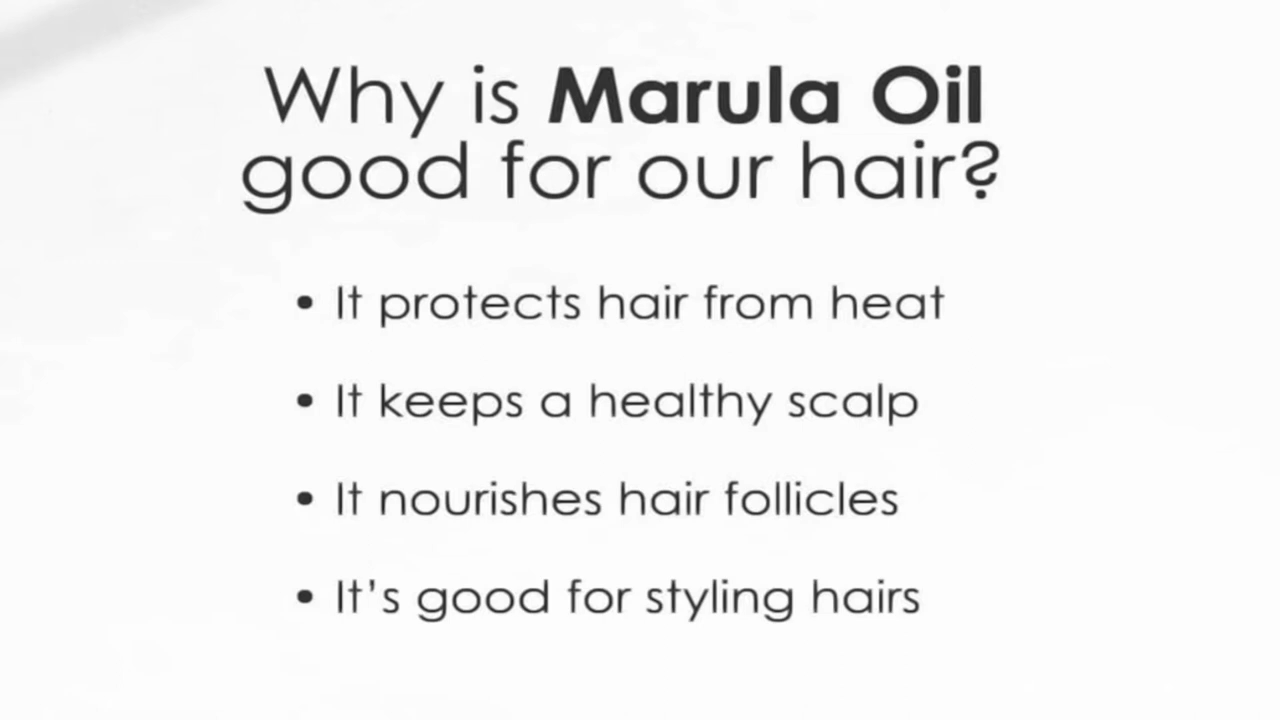 Why is Marula Oil
good for our hair?
• It protects hair from heat
• It keeps a healthy scalp
• It nourishes hair follicles
• It's good for styling hairs